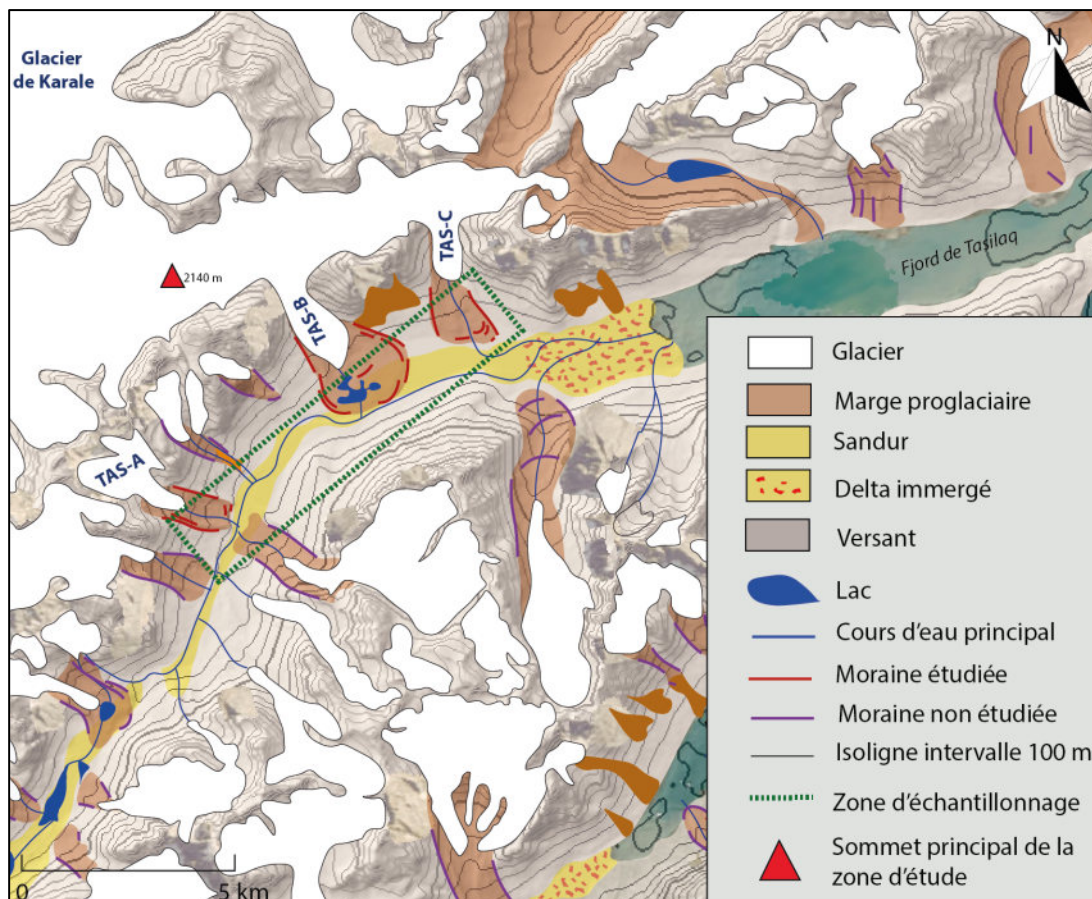 Glacier
de Karale
N
TAS-C
Fjord de Tasilaq
2140 m
TAS-B
TAS-A
Glacier
Marge proglaciaire
Sandur
Delta immergé
Versant
Lac
Cours d'eau principal
Moraine étudiée
Moraine non étudiée
Isoligne intervalle 100 m
Zone d'échantillonnage
Sommet principal de la
zone d'étude
0
5 km